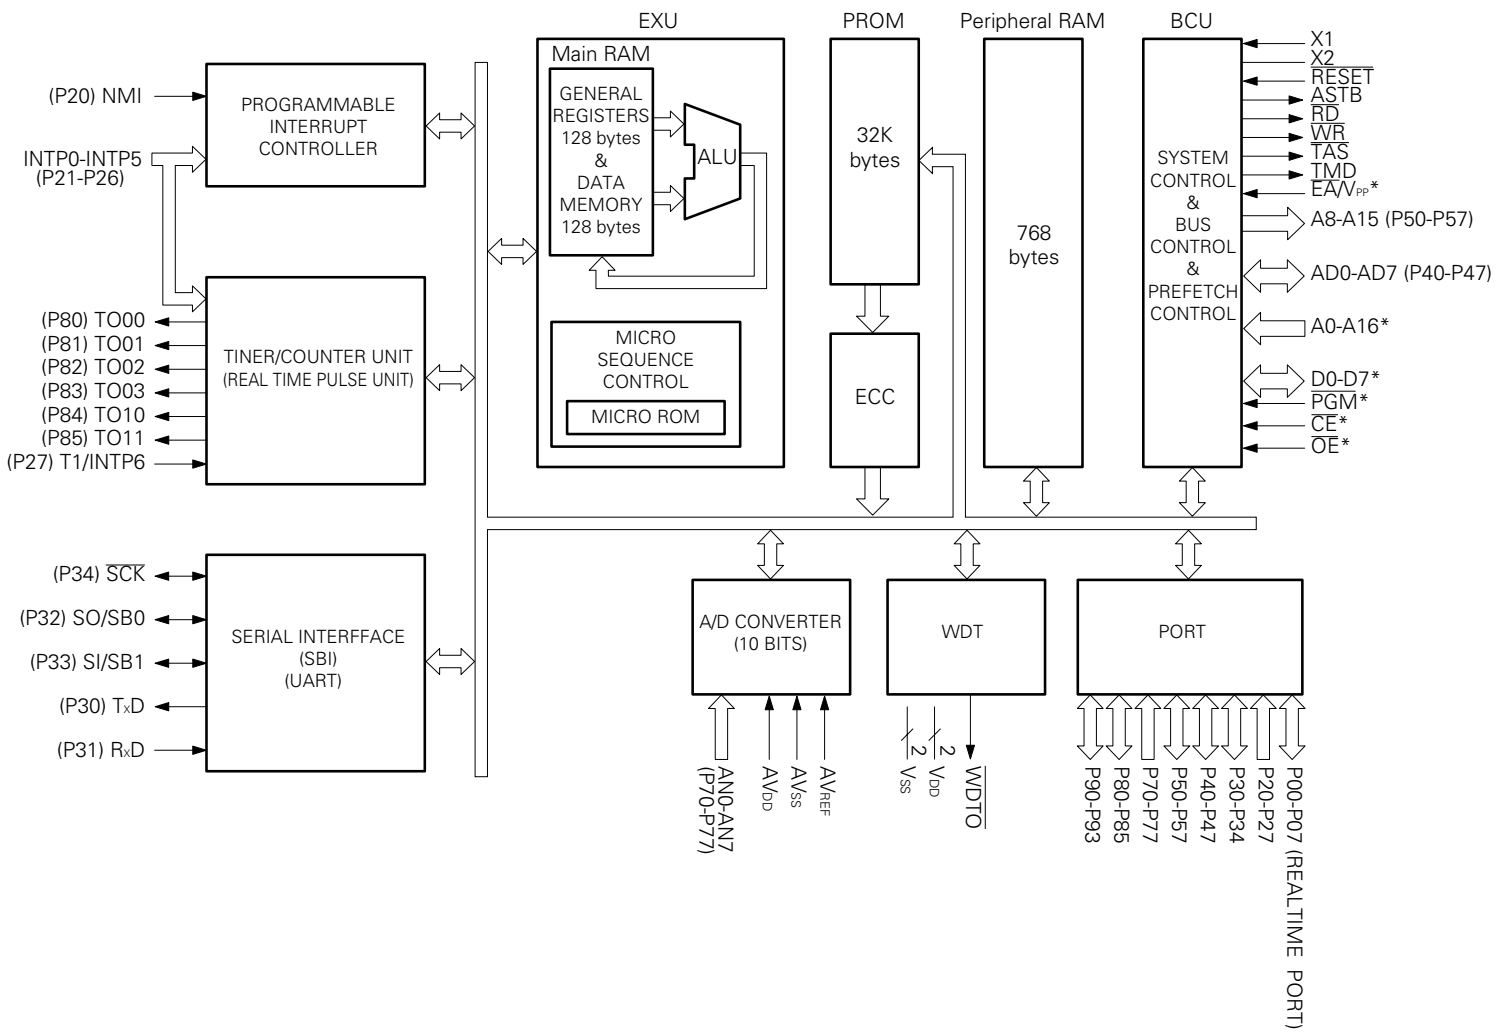 EXU
PROM
Peripheral RAM
BCU
(P20) NMI
INTP0-INTP5
(P21-P26)
PROGRAMMABLE
INTERRUPT
CONTROLLER
(P80) TO00
(P81) TO01
(P82) TO02
(P83) TO03
(P84) TO10
(P85) TO11
(P27) T1/INTP6
TINER/COUNTER UNIT
(REAL TIME PULSE UNIT)
(P34) SCK
(P32) SO/SB0
(P33) SI/SB1
(P30) TxD
(P31) RxD
SERIAL INTERFFACE
(SBI)
(UART)
Main RAM
GENERAL
REGISTERS
128 bytes
&
DATA
MEMORY
128 bytes
ALU
MICRO
SEQUENCE
CONTROL
MICRO ROM
32K
bytes
ECC
768
bytes
SYSTEM
CONTROL
&
BUS
CONTROL
&
PREFETCH
CONTROL
X1
X2
RESET
ASTB
RD
WR
TAS
TMD
EA/VPP*
A8-A15 (P50-P57)
AD0-AD7 (P40-P47)
A0-A16*
D0-D7*
PGM*
CE*
OE*
A/D CONVERTER
(10 BITS)
WDT
PORT
AN0-AN7
(P70-P77)
AVDD
AVSS
AVREF
2
VSS
2
VDD
WDTO
P90-P93
P80-P85
P70-P77
P50-P57
P40-P47
P30-P34
P20-P27
P00-P07 (REALTIME PORT)